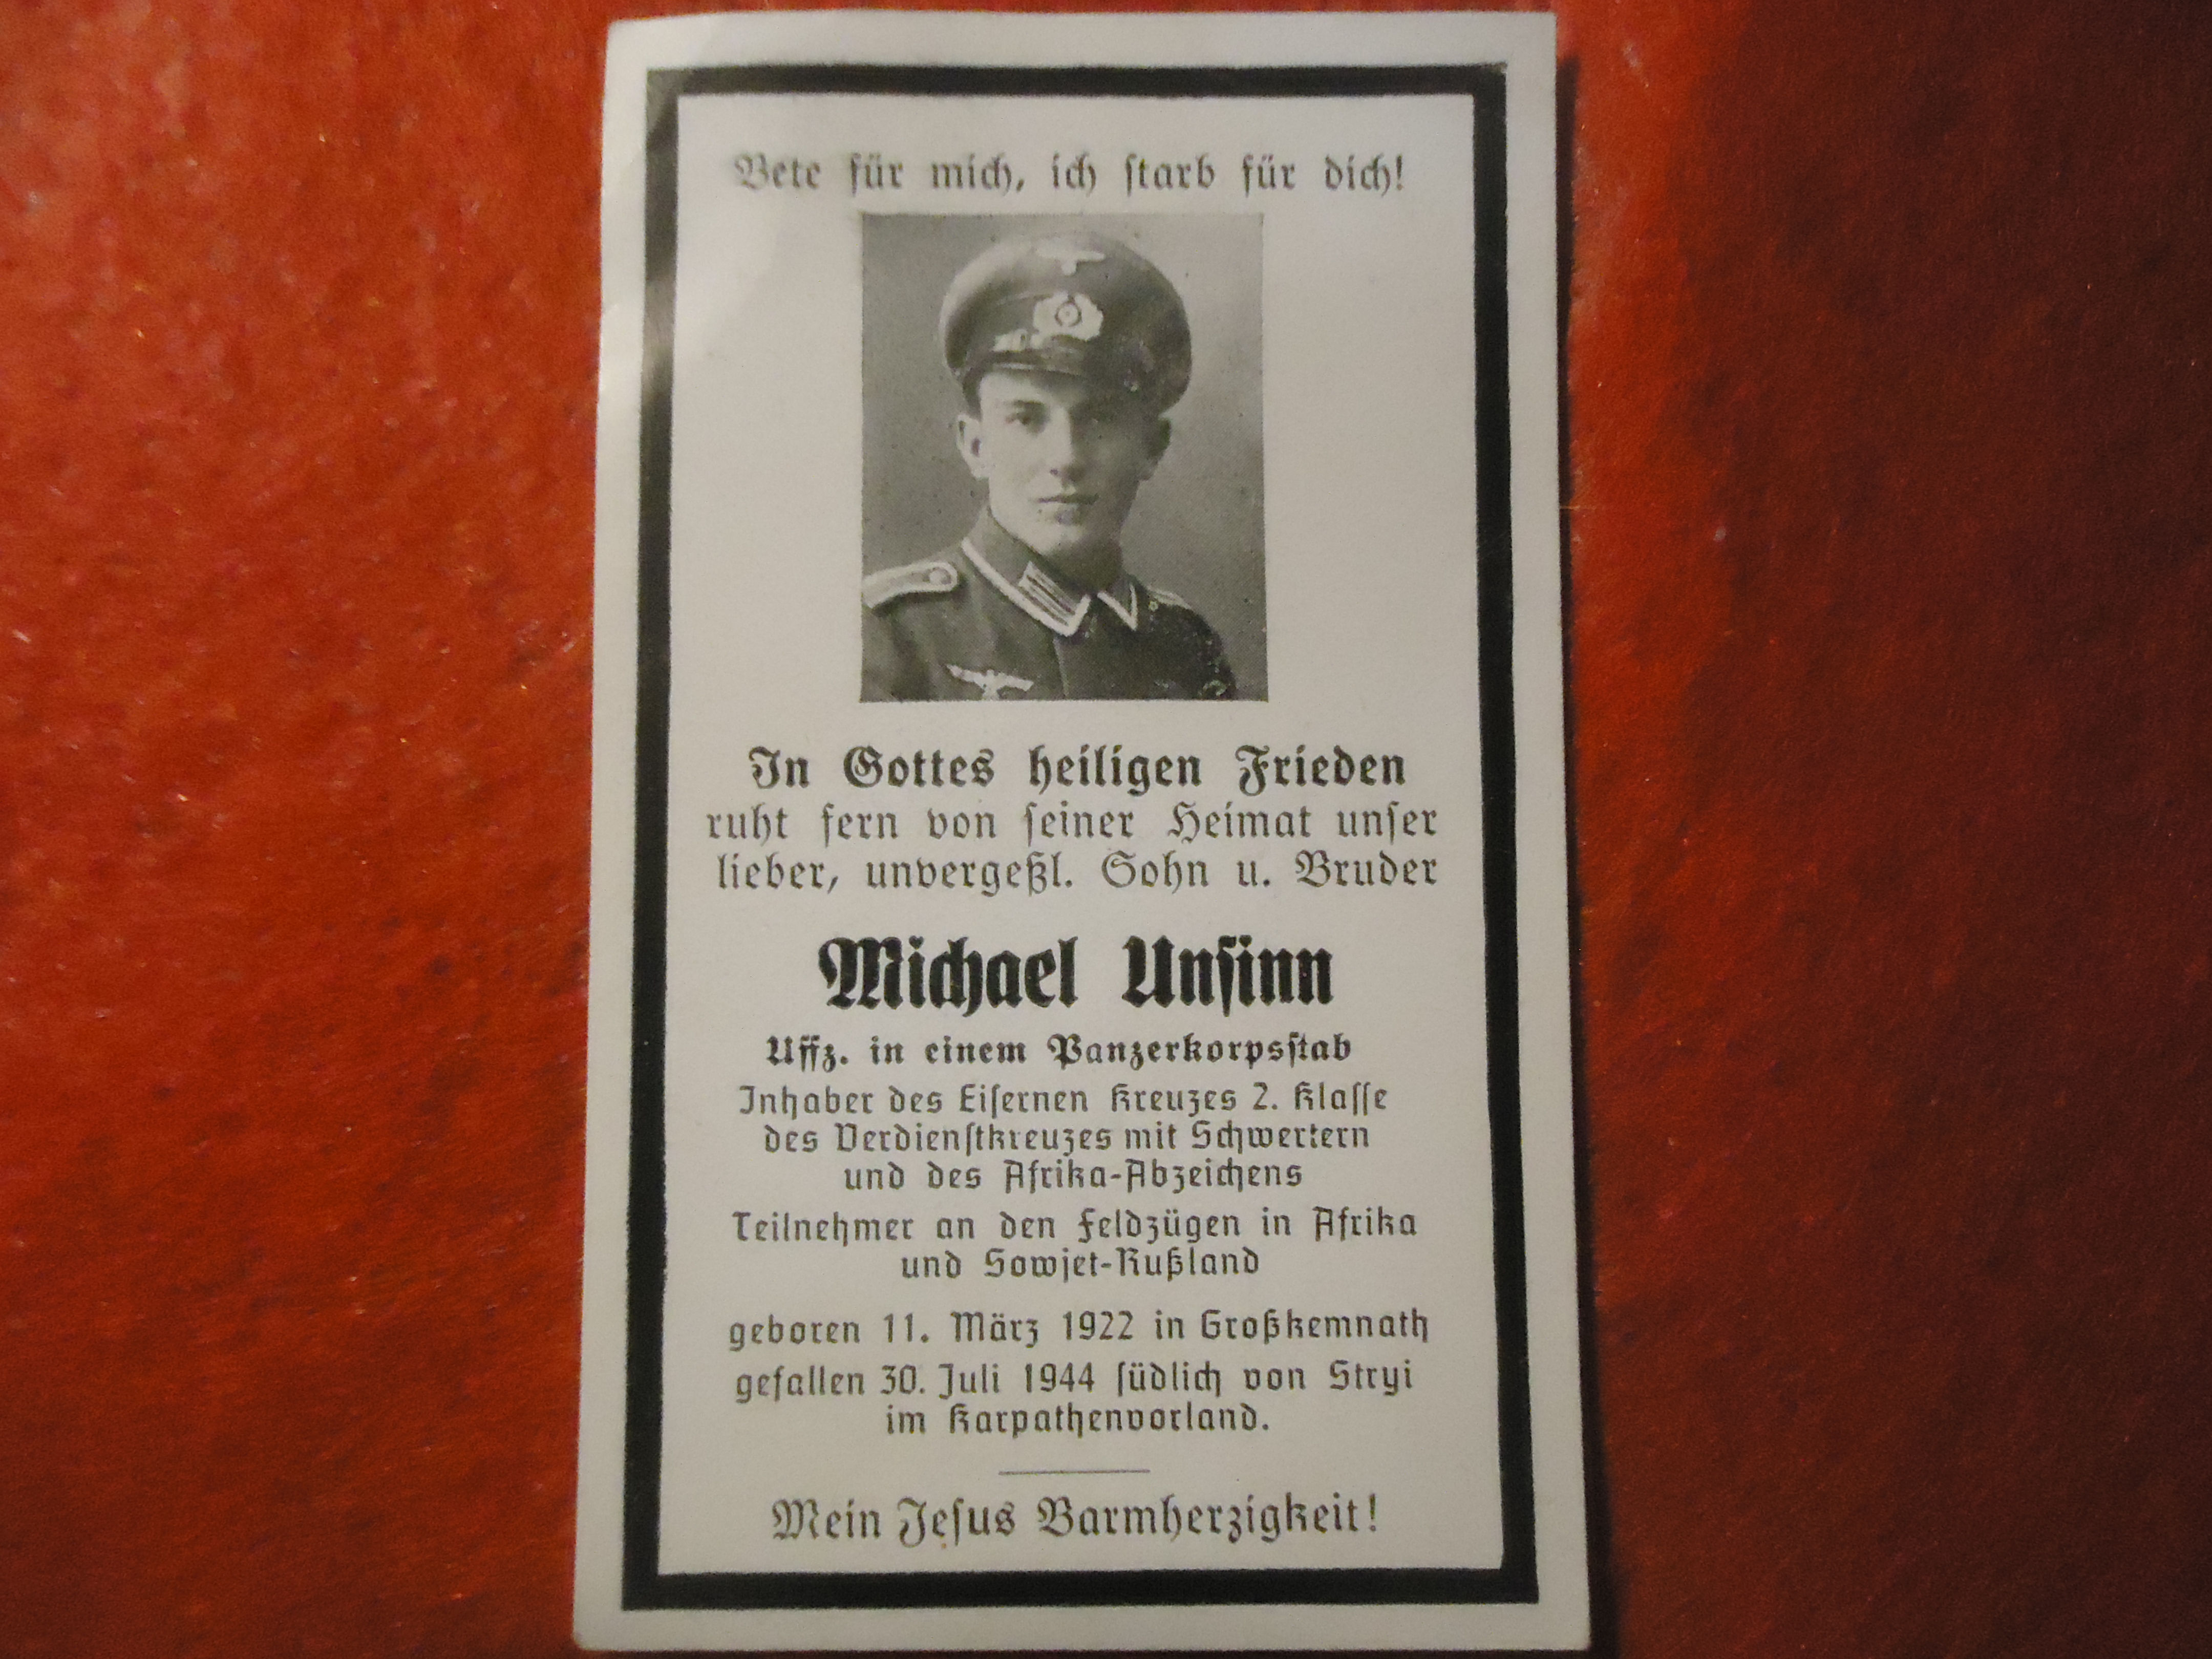 Bete für mich, ich starb für dich!
In Gottes heiligen Frieden
ruht fern von seiner Heimat unser
lieber, unvergeßl. Sohn u. Bruder
Michael Unsinn
Uffz. in einem Panzerkorpsstab
Inhaber des Eisernen Kreuzes 2. Klasse
des Verdienstkreuzes mit Schwertern
und des Afrika-Abzeichens
Teilnehmer an den Feldzügen in Afrika
und Sowjet-Rußland
geboren 11. März 1922 in Großkemnath
gefallen 30. Juli 1944 südlich von Stryi
im Karpathenvorland.
Mein Jesus Barmherzigkeit!